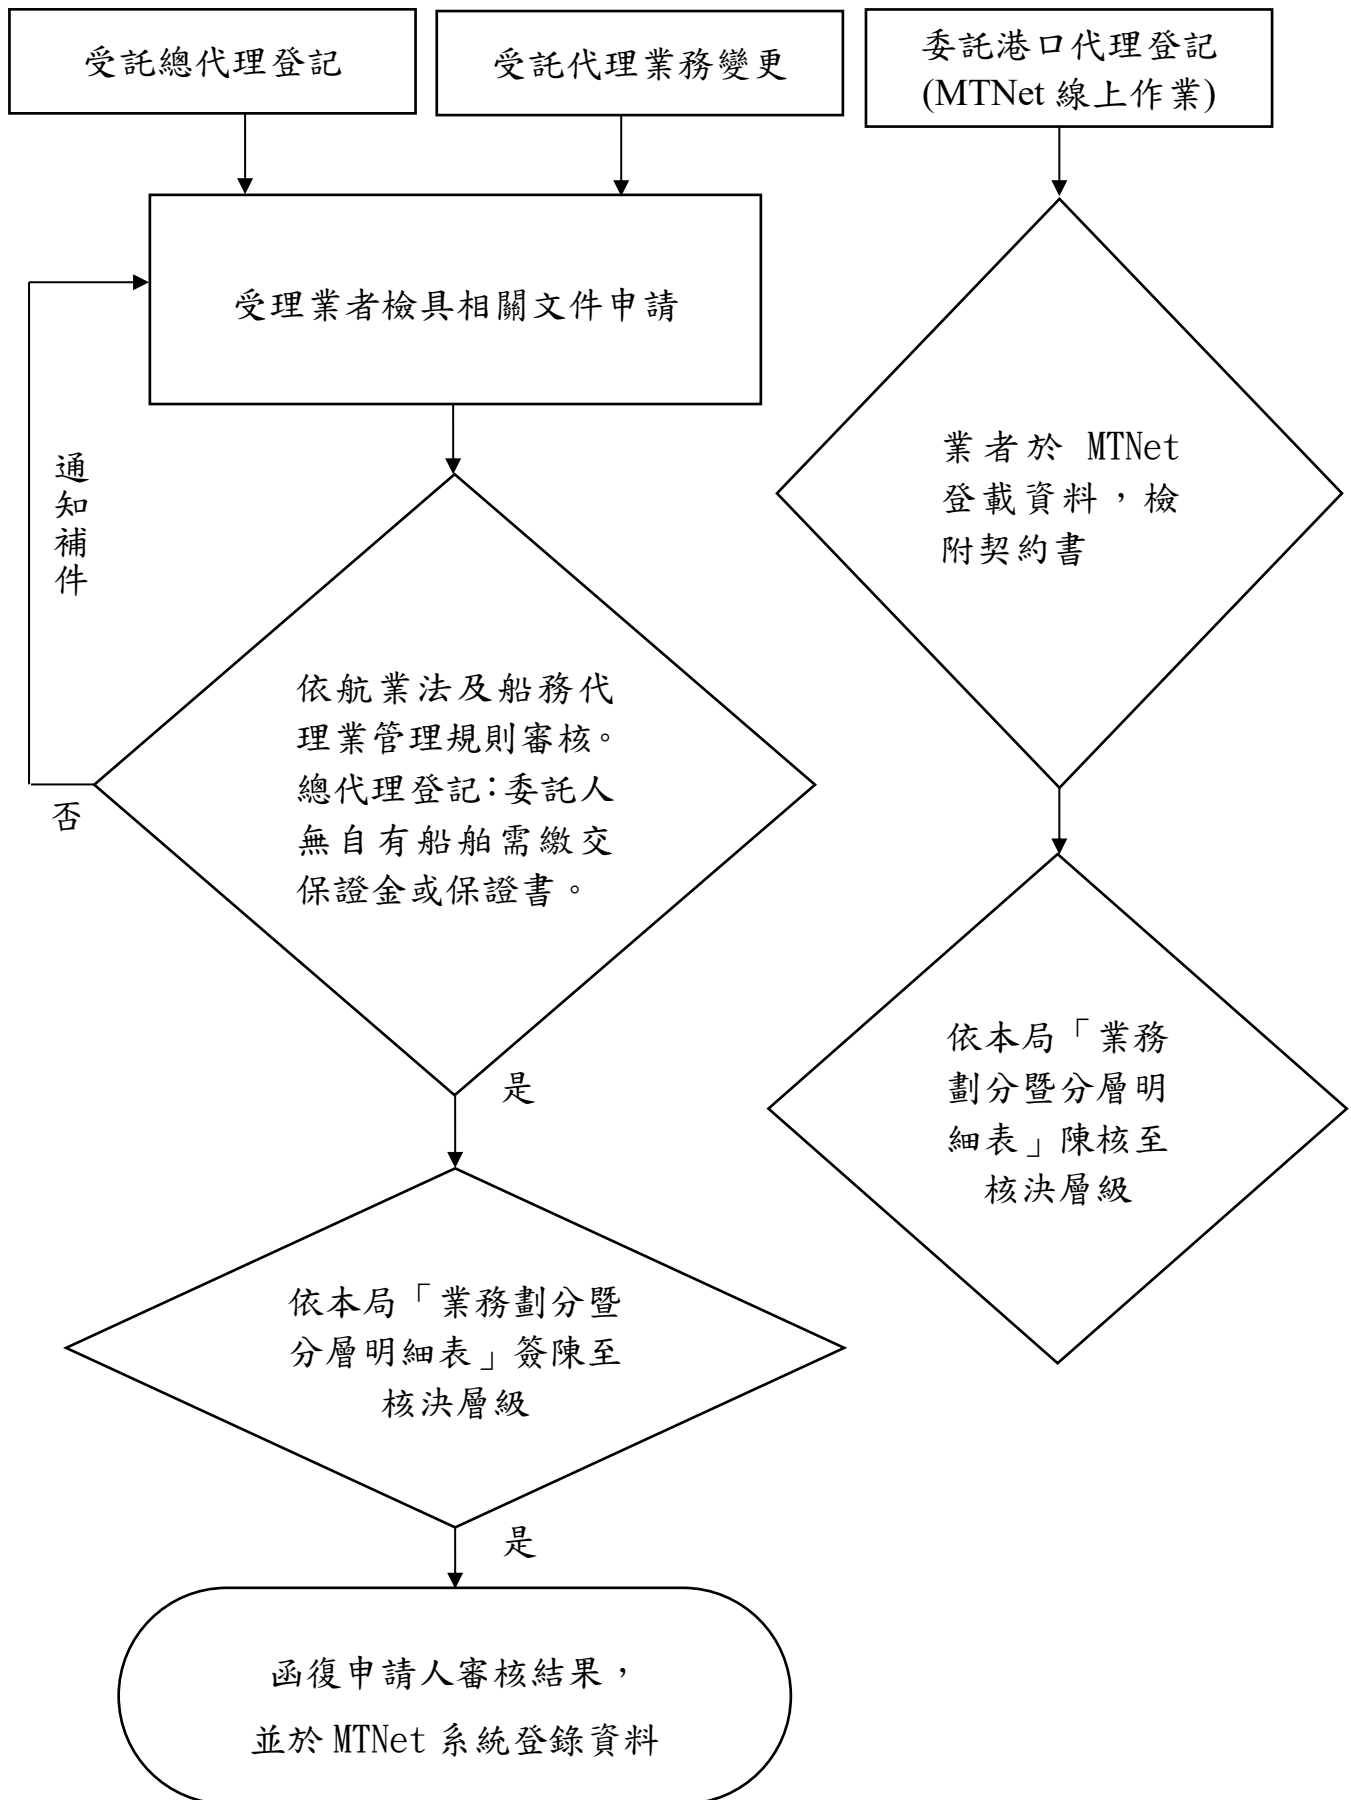 受託總代理登記
受託代理業務變更
委託港口代理登記
(MTNet 線上作業)
受理業者檢具相關文件申請
通知補件
業者於 MTNet
登載資料，檢
附契約書
依航業法及船務代
理業管理規則審核。
總代理登記：委託人
無自有船舶需繳交
保證金或保證書。
否
是
依本局「業務
劃分暨分層明
細表」陳核至
核決層級
依本局「業務劃分暨
分層明細表」簽陳至
核決層級
是
函復申請人審核結果，
並於 MTNet 系統登錄資料